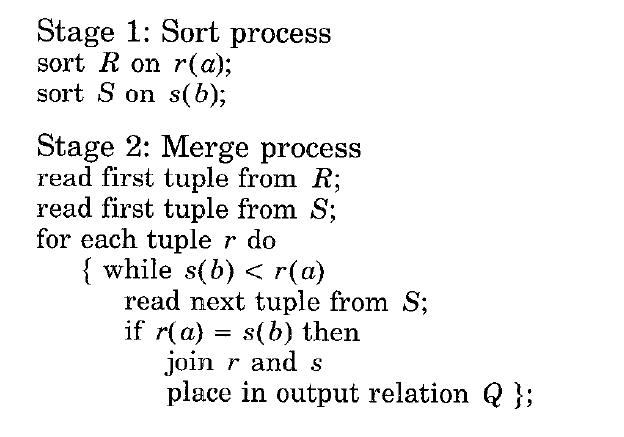 Stage 1: Sort process
sort R on r(a);
sort S on s(b);
Stage 2: Merge process
read first tuple from R;
read first tuple from S;
for each tuple r do
{ while s(b) < r(a)
read next tuple from S;
if r(a) = s(b) then
join r and s
place in output relation Q };